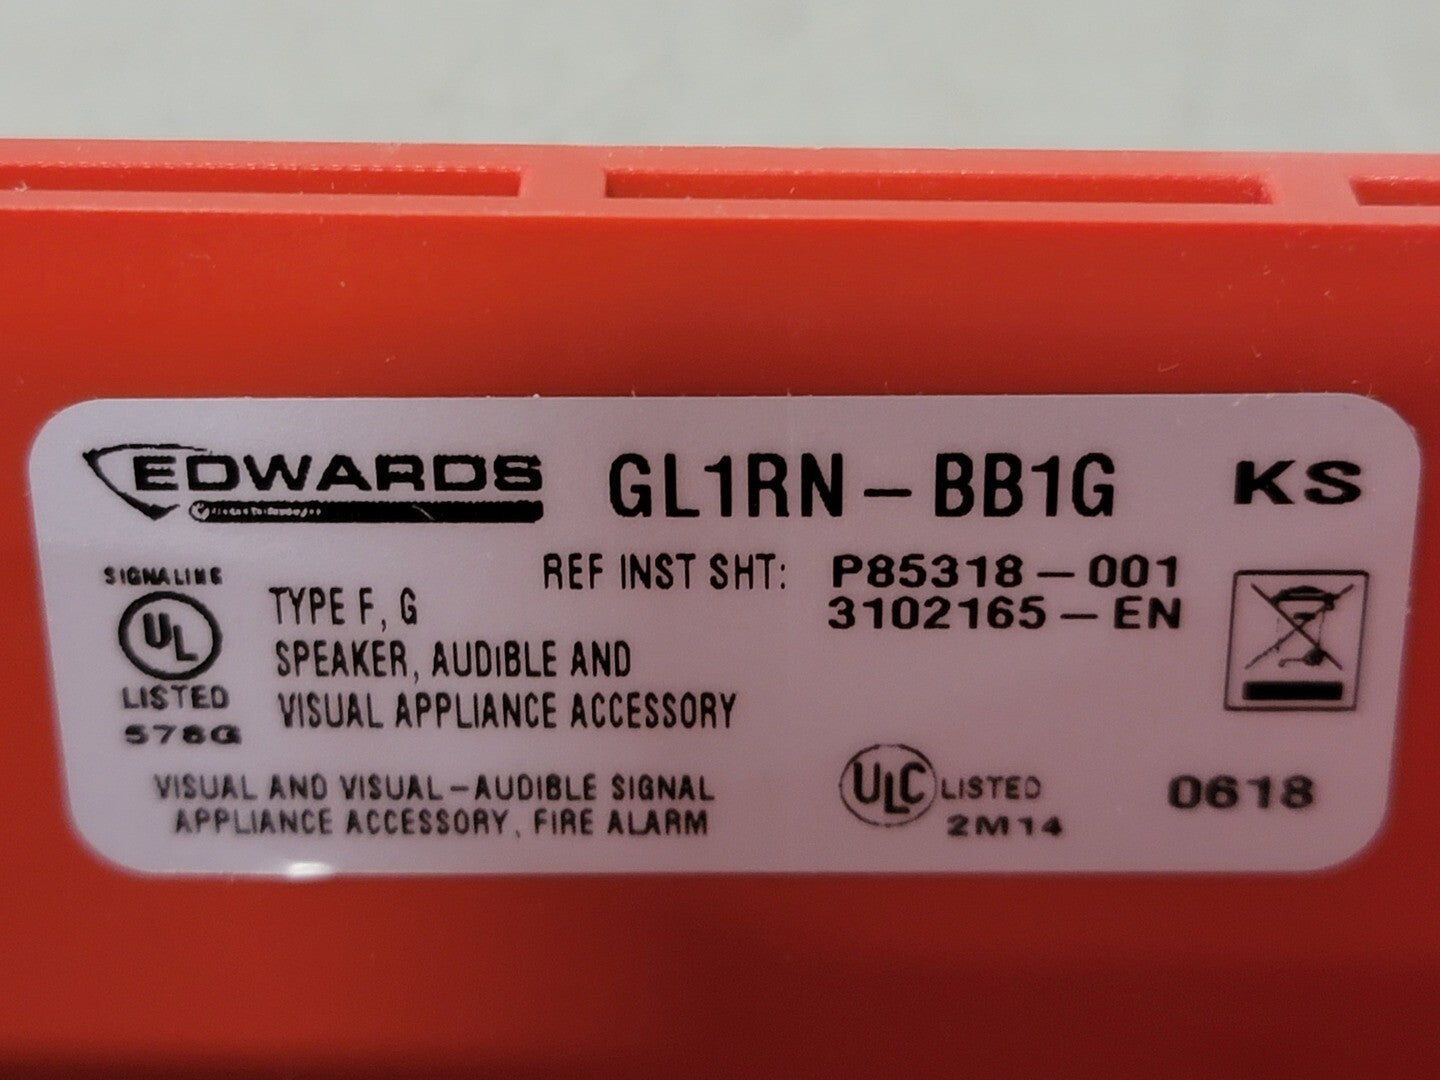 EDWARDS GL1RN-BB1G KS
REF INST SHT: P85318-001
3102165-EN
SIGNALING
UL
LISTED
578G
TYPE F, G
SPEAKER, AUDIBLE AND
VISUAL APPLIANCE ACCESSORY
VISUAL AND VISUAL-AUDIBLE SIGNAL
APPLIANCE ACCESSORY, FIRE ALARM
ULC LISTED
2M14
0618